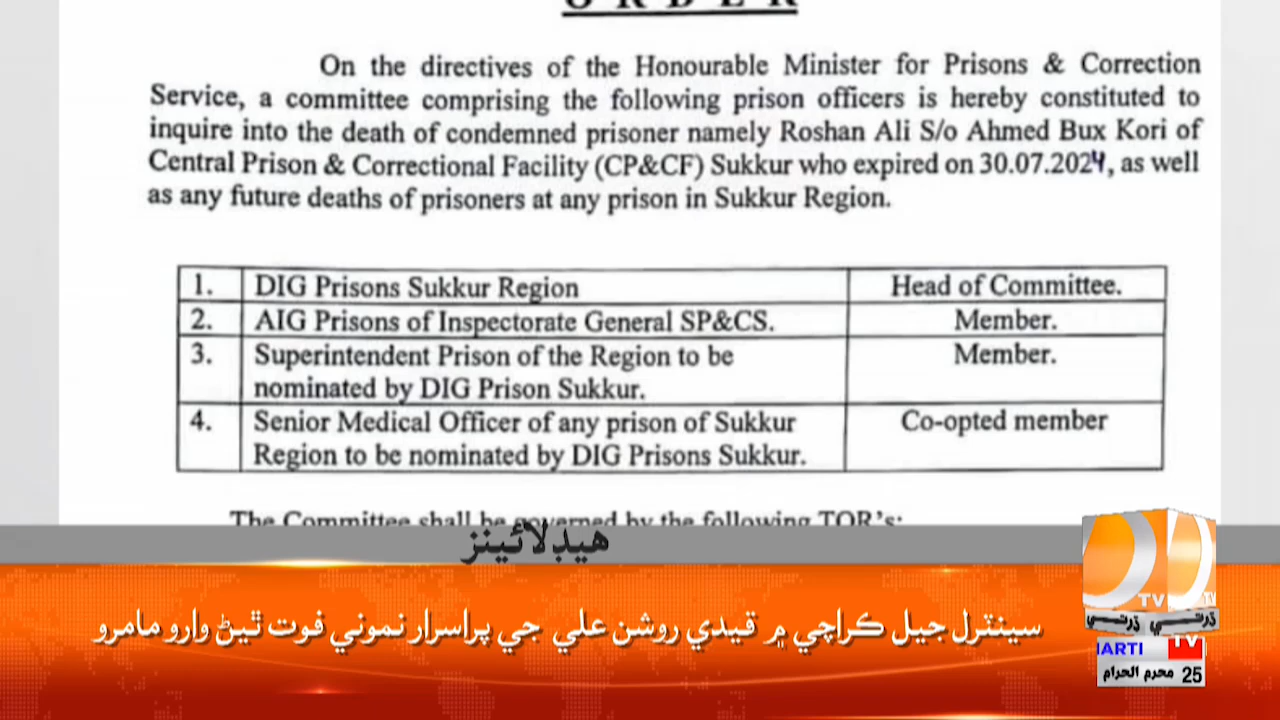 ORDER
On the directives of the Honourable Minister for Prisons & Correction
Service, a committee comprising the following prison officers is hereby constituted to
inquire into the death of condemned prisoner namely Roshan Ali S/o Ahmed Bux Kori of
Central Prison & Correctional Facility (CP&CF) Sukkur who expired on 30.07.2024, as well
as any future deaths of prisoners at any prison in Sukkur Region.
1. DIG Prisons Sukkur Region Head of Committee.
2. AIG Prisons of Inspectorate General SP&CS. Member.
3. Superintendent Prison of the Region to be Member.
nominated by DIG Prison Sukkur.
4. Senior Medical Officer of any prison of Sukkur Co-opted member
Region to be nominated by DIG Prisons Sukkur.
The Committee shall be governed by the following TOR's:
هيڊلائينز
سينٽرل جيل ڪراچي ۾ قيدي روشن علي جي پراسرار نموني فوت ٿيڻ وارو مامرو
TV TV
ڌرتي ڌرتي
HARTI TV
25 محرم الحرام